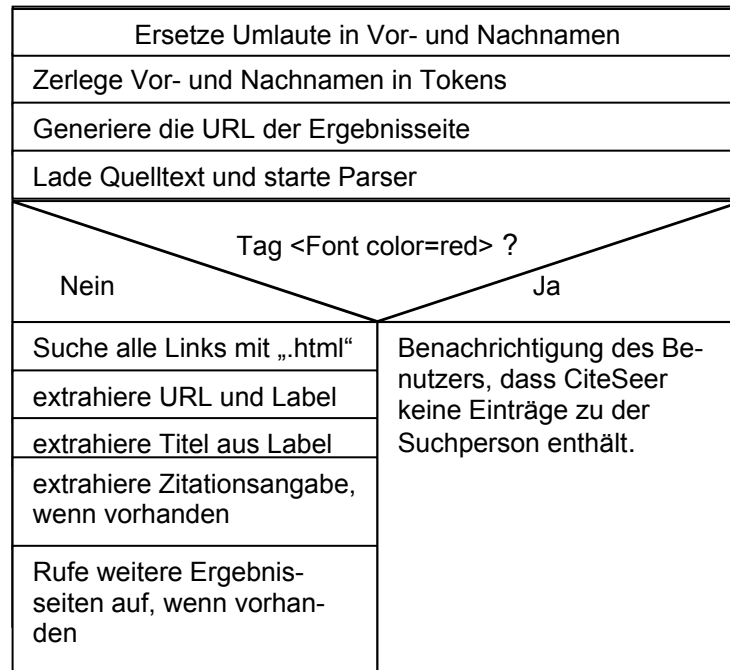 Ersetze Umlaute in Vor- und Nachnamen
Zerlege Vor- und Nachnamen in Tokens
Generiere die URL der Ergebnisseite
Lade Quelltext und starte Parser
Tag <Font color=red> ?
Nein
Ja
Suche alle Links mit „.html“
extrahiere URL und Label
extrahiere Titel aus Label
extrahiere Zitationsangabe,
wenn vorhanden
Rufe weitere Ergebnis-
seiten auf, wenn vorhan-
den
Benachrichtigung des Be-
nutzers, dass CiteSeer
keine Einträge zu der
Suchperson enthält.